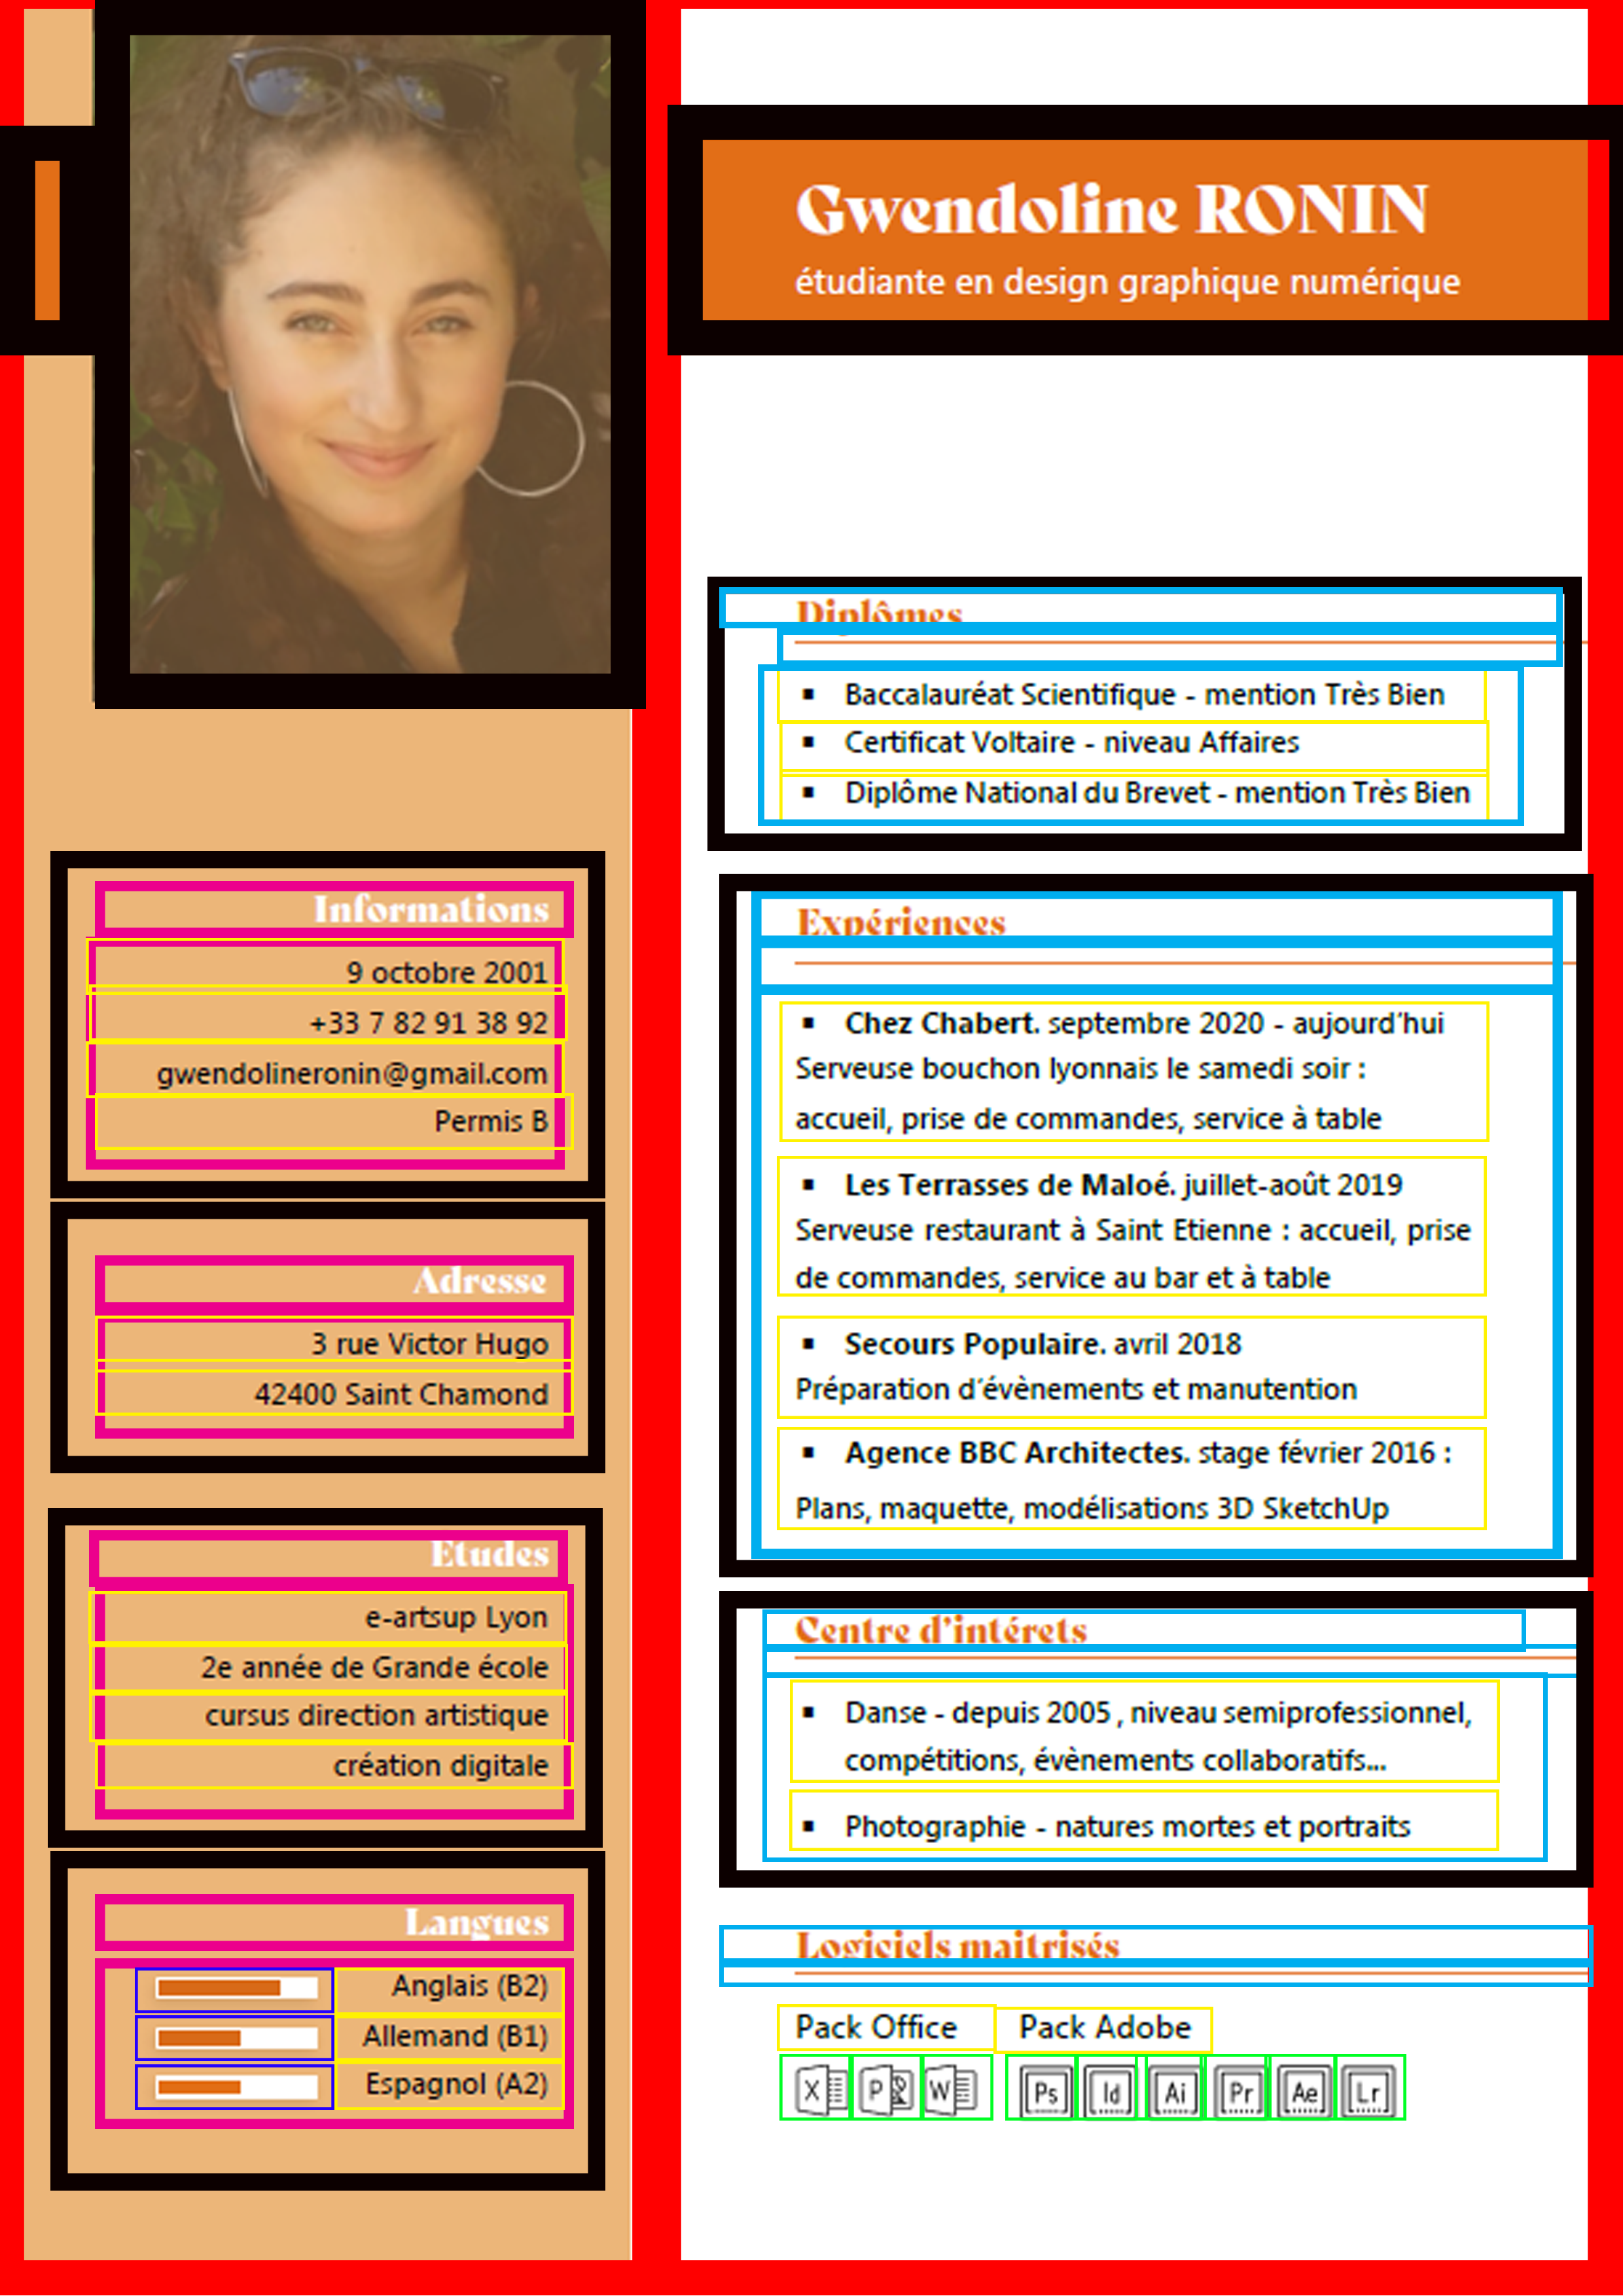 Gwendoline RONIN
étudiante en design graphique numérique
Informations
9 octobre 2001
+33 7 82 91 38 92
gwendolineronin@gmail.com
Permis B
Adresse
3 rue Victor Hugo
42400 Saint Chamond
Etudes
e-artsup Lyon
2e année de Grande école
cursus direction artistique
création digitale
Langues
Anglais (B2)
Allemand (B1)
Espagnol (A2)
Diplômes
▪ Baccalauréat Scientifique - mention Très Bien
▪ Certificat Voltaire - niveau Affaires
▪ Diplôme National du Brevet - mention Très Bien
Expériences
▪ Chez Chabert. septembre 2020 - aujourd'hui
Serveuse bouchon lyonnais le samedi soir :
accueil, prise de commandes, service à table
▪ Les Terrasses de Maloé. juillet-août 2019
Serveuse restaurant à Saint Etienne : accueil, prise
de commandes, service au bar et à table
▪ Secours Populaire. avril 2018
Préparation d'évènements et manutention
▪ Agence BBC Architectes. stage février 2016 :
Plans, maquette, modélisations 3D SketchUp
Centre d'intérets
▪ Danse - depuis 2005 , niveau semiprofessionnel,
compétitions, évènements collaboratifs...
▪ Photographie - natures mortes et portraits
Logiciels maitrisés
Pack Office Pack Adobe
X P W Ps Id Ai Pr Ae Lr